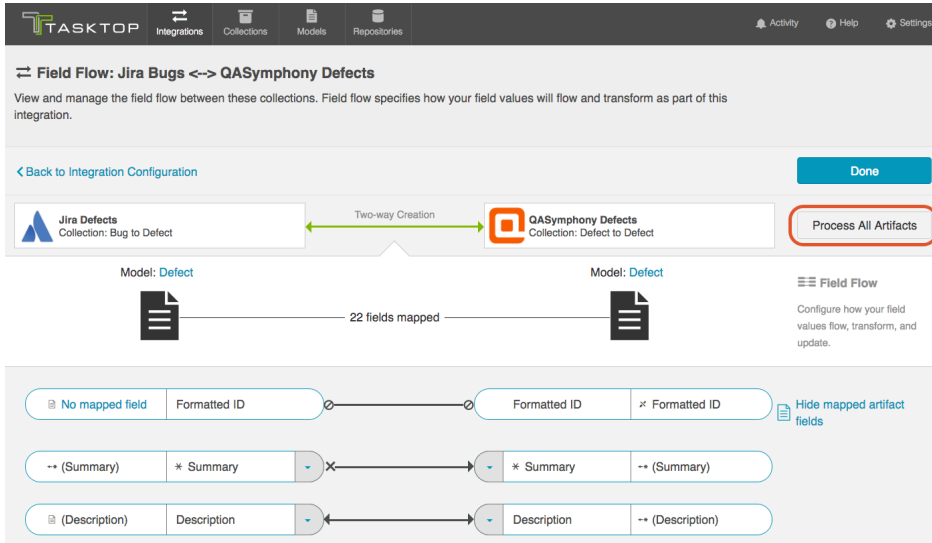 TASKTOP
Integrations
Collections
Models
Repositories
Activity
Help
Settings
Field Flow: Jira Bugs <--> QASymphony Defects
View and manage the field flow between these collections. Field flow specifies how your field values will flow and transform as part of this
integration.
Back to Integration Configuration
Done
Jira Defects
Collection: Bug to Defect
Two-way Creation
QASymphony Defects
Collection: Defect to Defect
Process All Artifacts
Model: Defect
Model: Defect
22 fields mapped
Field Flow
Configure how your field
values flow, transform, and
update.
No mapped field
Formatted ID
Formatted ID
Formatted ID
Hide mapped artifact
fields
(Summary)
* Summary
* Summary
(Summary)
(Description)
Description
Description
(Description)